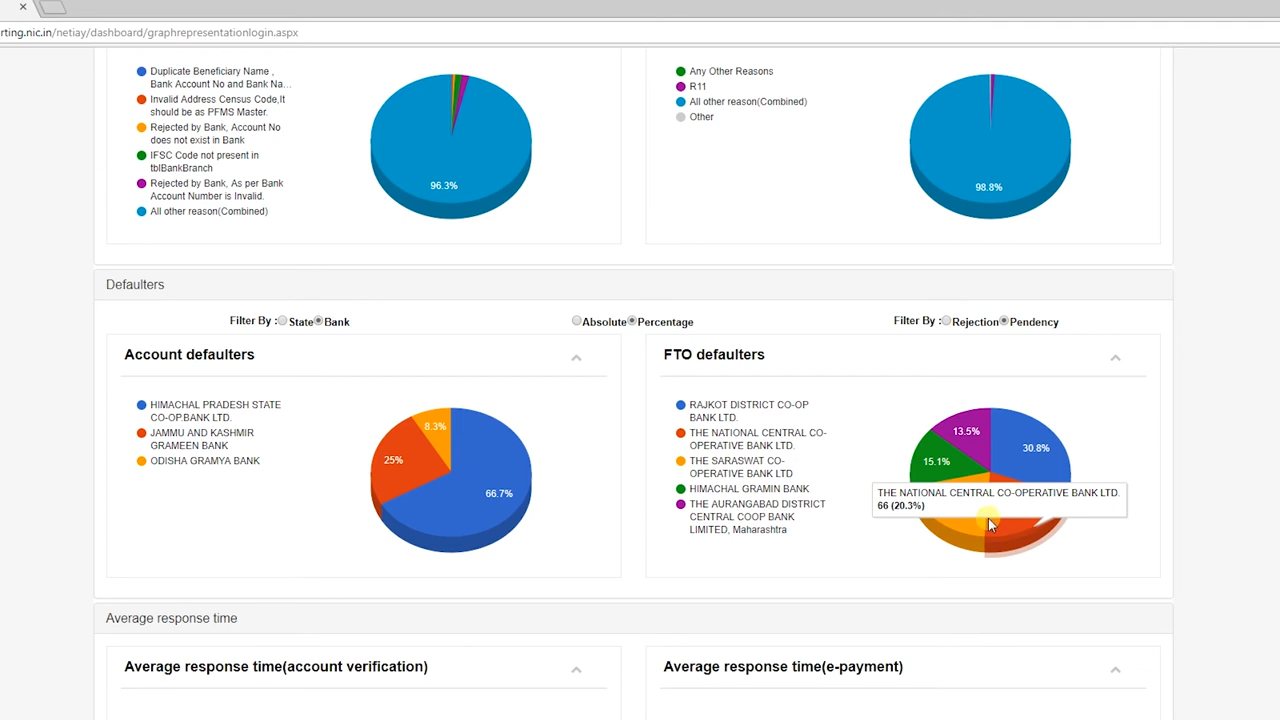 rting.nic.in/netiay/dashboard/graphrepresentationlogin.aspx
Duplicate Beneficiary Name ,
Bank Account No and Bank Na...
Invalid Address Census Code,It
should be as PFMS Master.
Rejected by Bank, Account No
does not exist in Bank
IFSC Code not present in
tblBankBranch
Rejected by Bank, As per Bank
Account Number is Invalid.
All other reason(Combined)
96.3%
Any Other Reasons
R11
All other reason(Combined)
Other
98.8%
Defaulters
Filter By : State Bank
Absolute Percentage
Filter By : Rejection Pendency
Account defaulters
HIMACHAL PRADESH STATE
CO-OP.BANK LTD.
JAMMU AND KASHMIR
GRAMEEN BANK
ODISHA GRAMYA BANK
8.3%
25%
66.7%
FTO defaulters
RAJKOT DISTRICT CO-OP
BANK LTD.
THE NATIONAL CENTRAL CO-
OPERATIVE BANK LTD.
THE SARASWAT CO-
OPERATIVE BANK LTD
HIMACHAL GRAMIN BANK
THE AURANGABAD DISTRICT
CENTRAL COOP BANK
LIMITED, Maharashtra
13.5%
30.8%
15.1%
THE NATIONAL CENTRAL CO-OPERATIVE BANK LTD.
66 (20.3%)
Average response time
Average response time(account verification)
Average response time(e-payment)